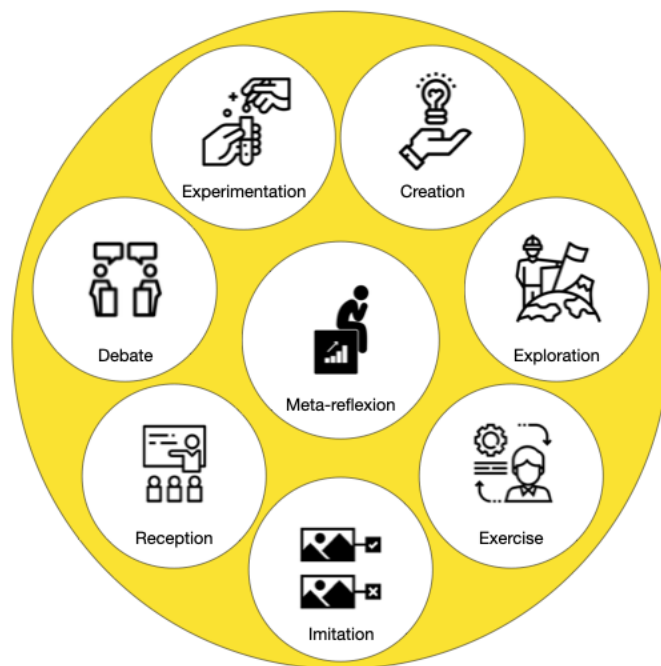 Experimentation
Creation
Debate
Exploration
Meta-reflexion
Reception
Exercise
Imitation